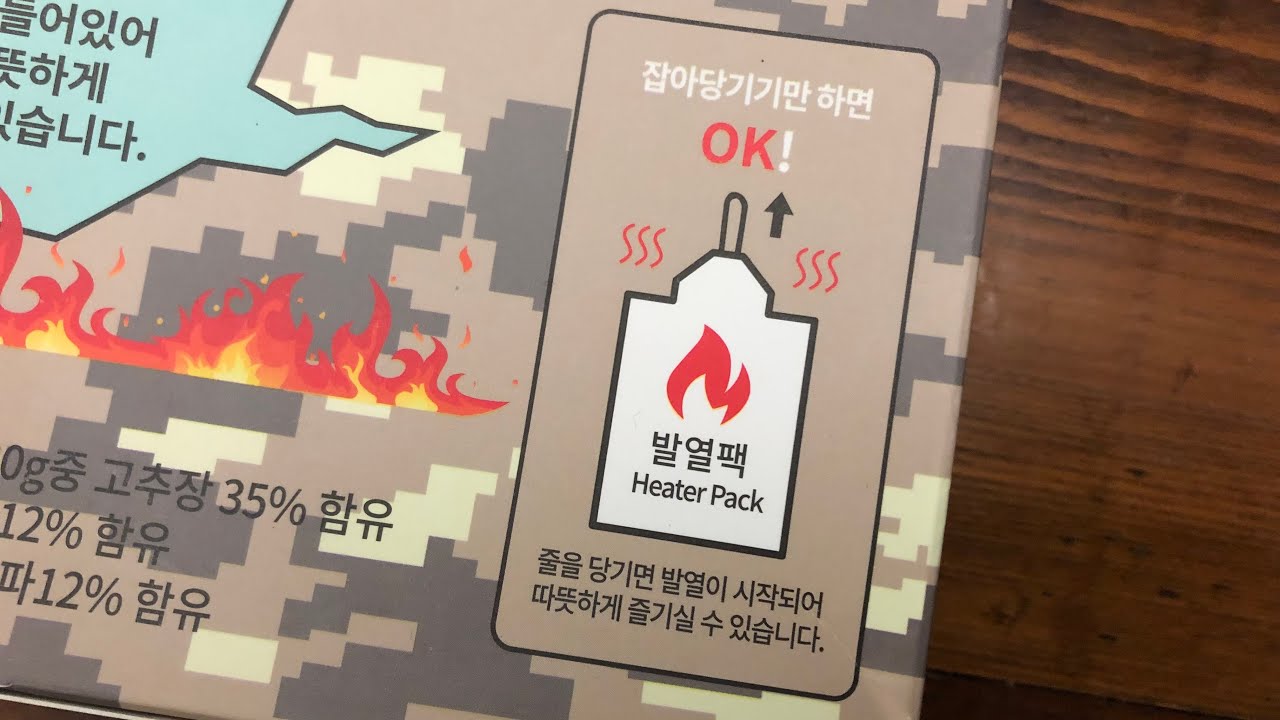 들어있어
뜻하게
있습니다.
잡아당기기만 하면
OK!
발열팩
Heater Pack
줄을 당기면 발열이 시작되어
따뜻하게 즐기실 수 있습니다.
0g중 고추장 35% 함유
12% 함유
파12% 함유